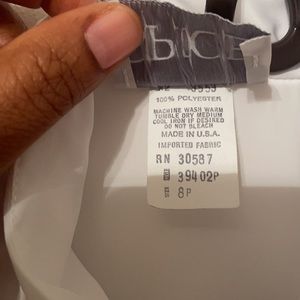 100% POLYESTER
MACHINE WASH WARM
TUMBLE DRY MEDIUM
COOL IRON IF DESIRED
DO NOT BLEACH
MADE IN U.S.A.
IMPORTED FABRIC
RN 30587
39402P
8P